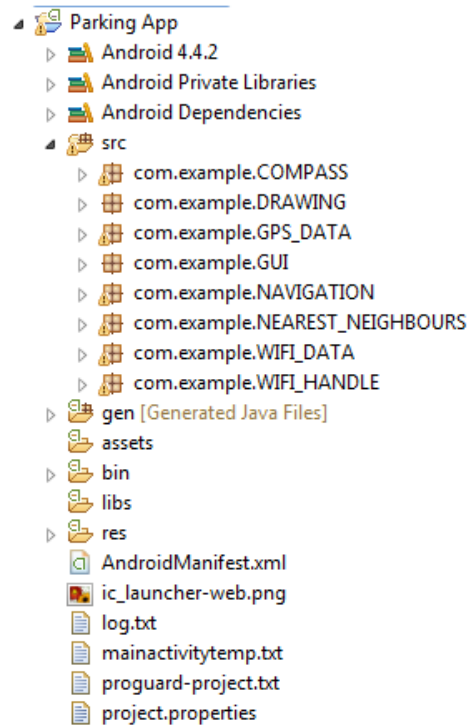 Parking App
Android 4.4.2
Android Private Libraries
Android Dependencies
src
com.example.COMPASS
com.example.DRAWING
com.example.GPS_DATA
com.example.GUI
com.example.NAVIGATION
com.example.NEAREST_NEIGHBOURS
com.example.WIFI_DATA
com.example.WIFI_HANDLE
gen [Generated Java Files]
assets
bin
libs
res
AndroidManifest.xml
ic_launcher-web.png
log.txt
mainactivitytemp.txt
proguard-project.txt
project.properties